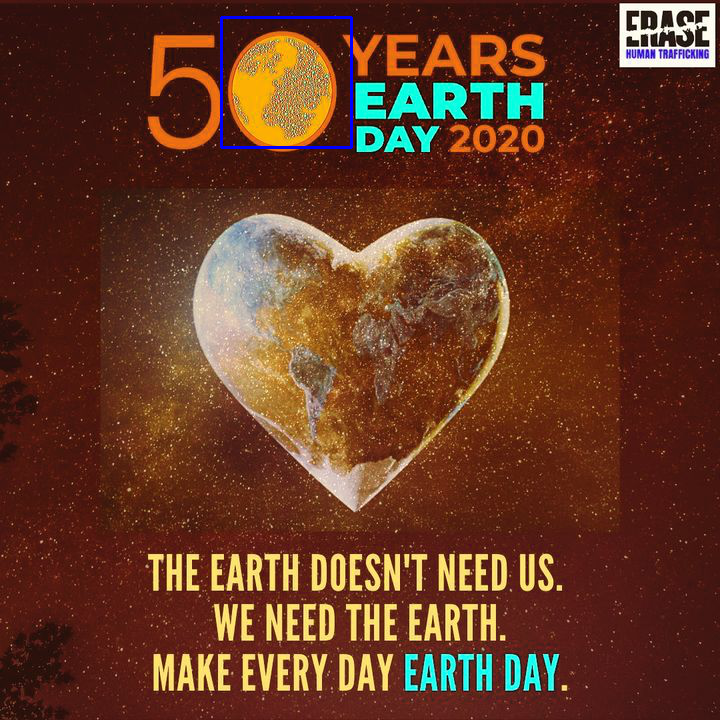 50 YEARS
EARTH
DAY 2020
ERASE
HUMAN TRAFFICKING
THE EARTH DOESN'T NEED US.
WE NEED THE EARTH.
MAKE EVERY DAY EARTH DAY.